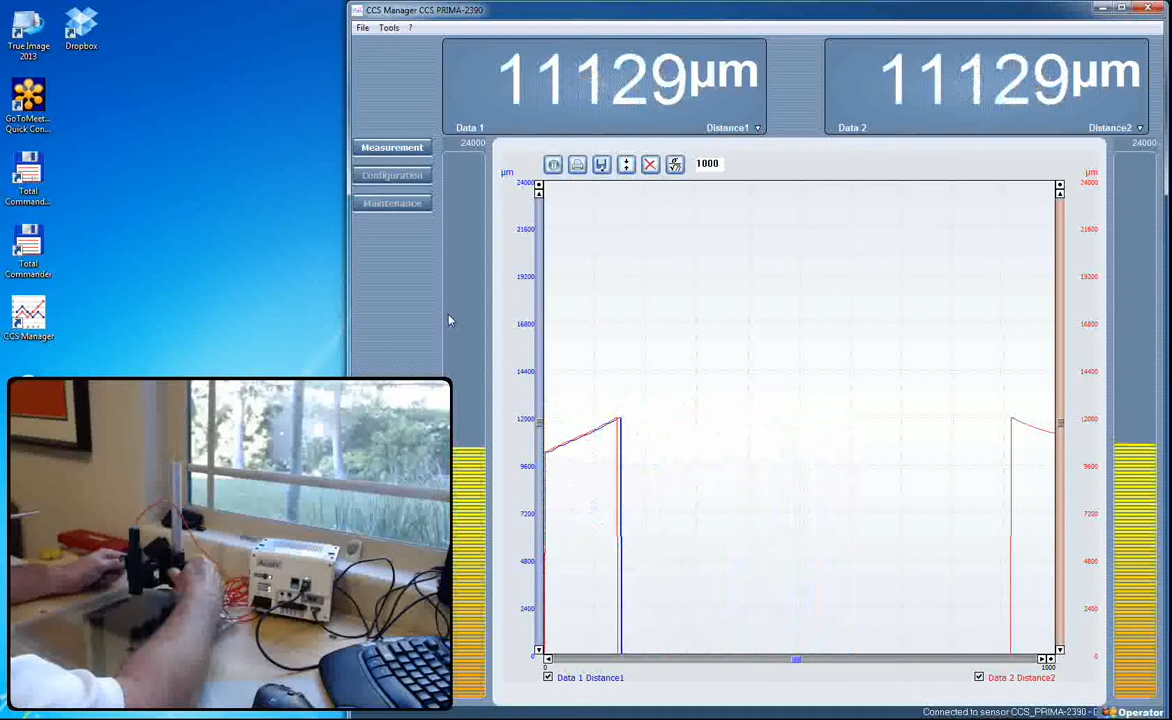 True Image
2013
Dropbox
GoToMeet...
Quick Con...
Total
Command...
Total
Commander
CCS Manager
CCS Manager CCS PRIMA-2390
File Tools ?
11129µm
Data 1 Distance1
11129µm
Data 2 Distance2
Measurement
Configuration
Maintenance
24000
24000
1000
µm
µm
24000
21600
19200
16800
14400
12000
9600
7200
4800
2400
0
24000
21600
19200
16800
14400
12000
9600
7200
4800
2400
0
0
1000
Data 1 Distance1
Data 2 Distance2
Connected to sensor CCS_PRIMA-2390 -
Operator